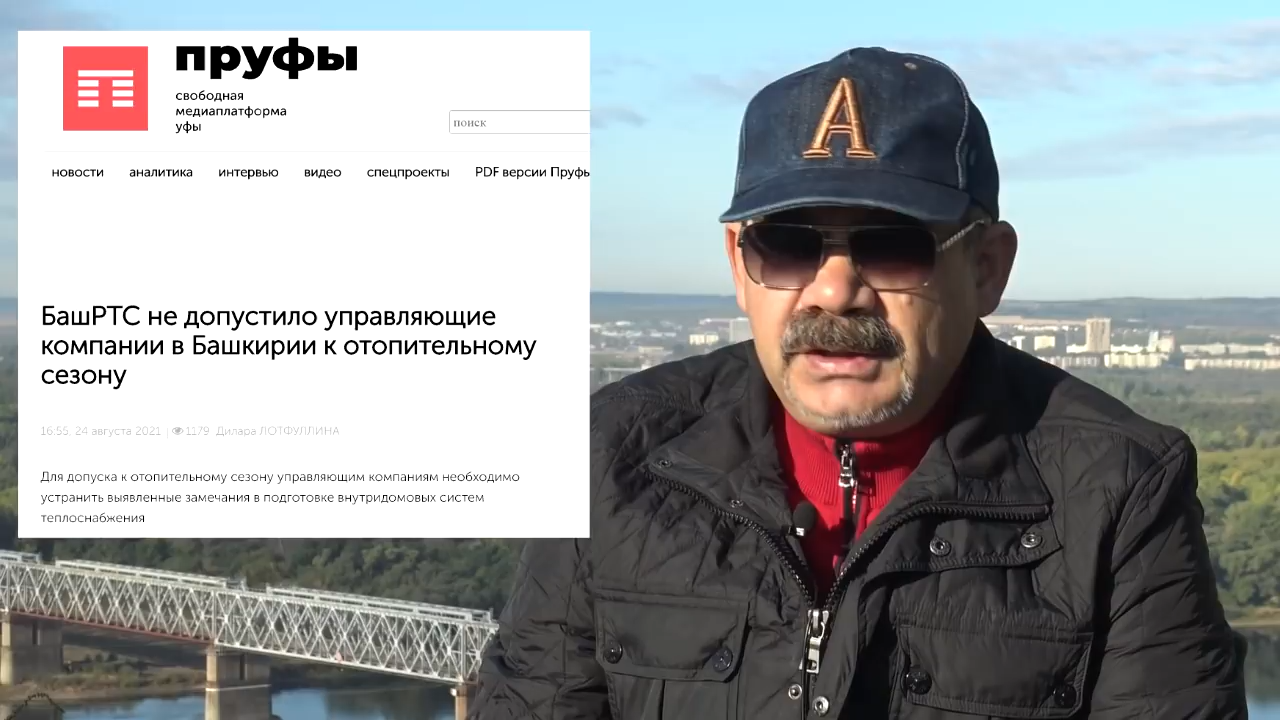 пруфы
свободная
медиаплатформа
уфы
поиск
новости аналитика интервью видео спецпроекты PDF версии Пруфы
БашРТС не допустило управляющие
компании в Башкирии к отопительному
сезону
16:55, 24 августа 2021 | 1179 Дилара ЛОТФУЛЛИНА
Для допуска к отопительному сезону управляющим компаниям необходимо
устранить выявленные замечания в подготовке внутридомовых систем
теплоснабжения
A